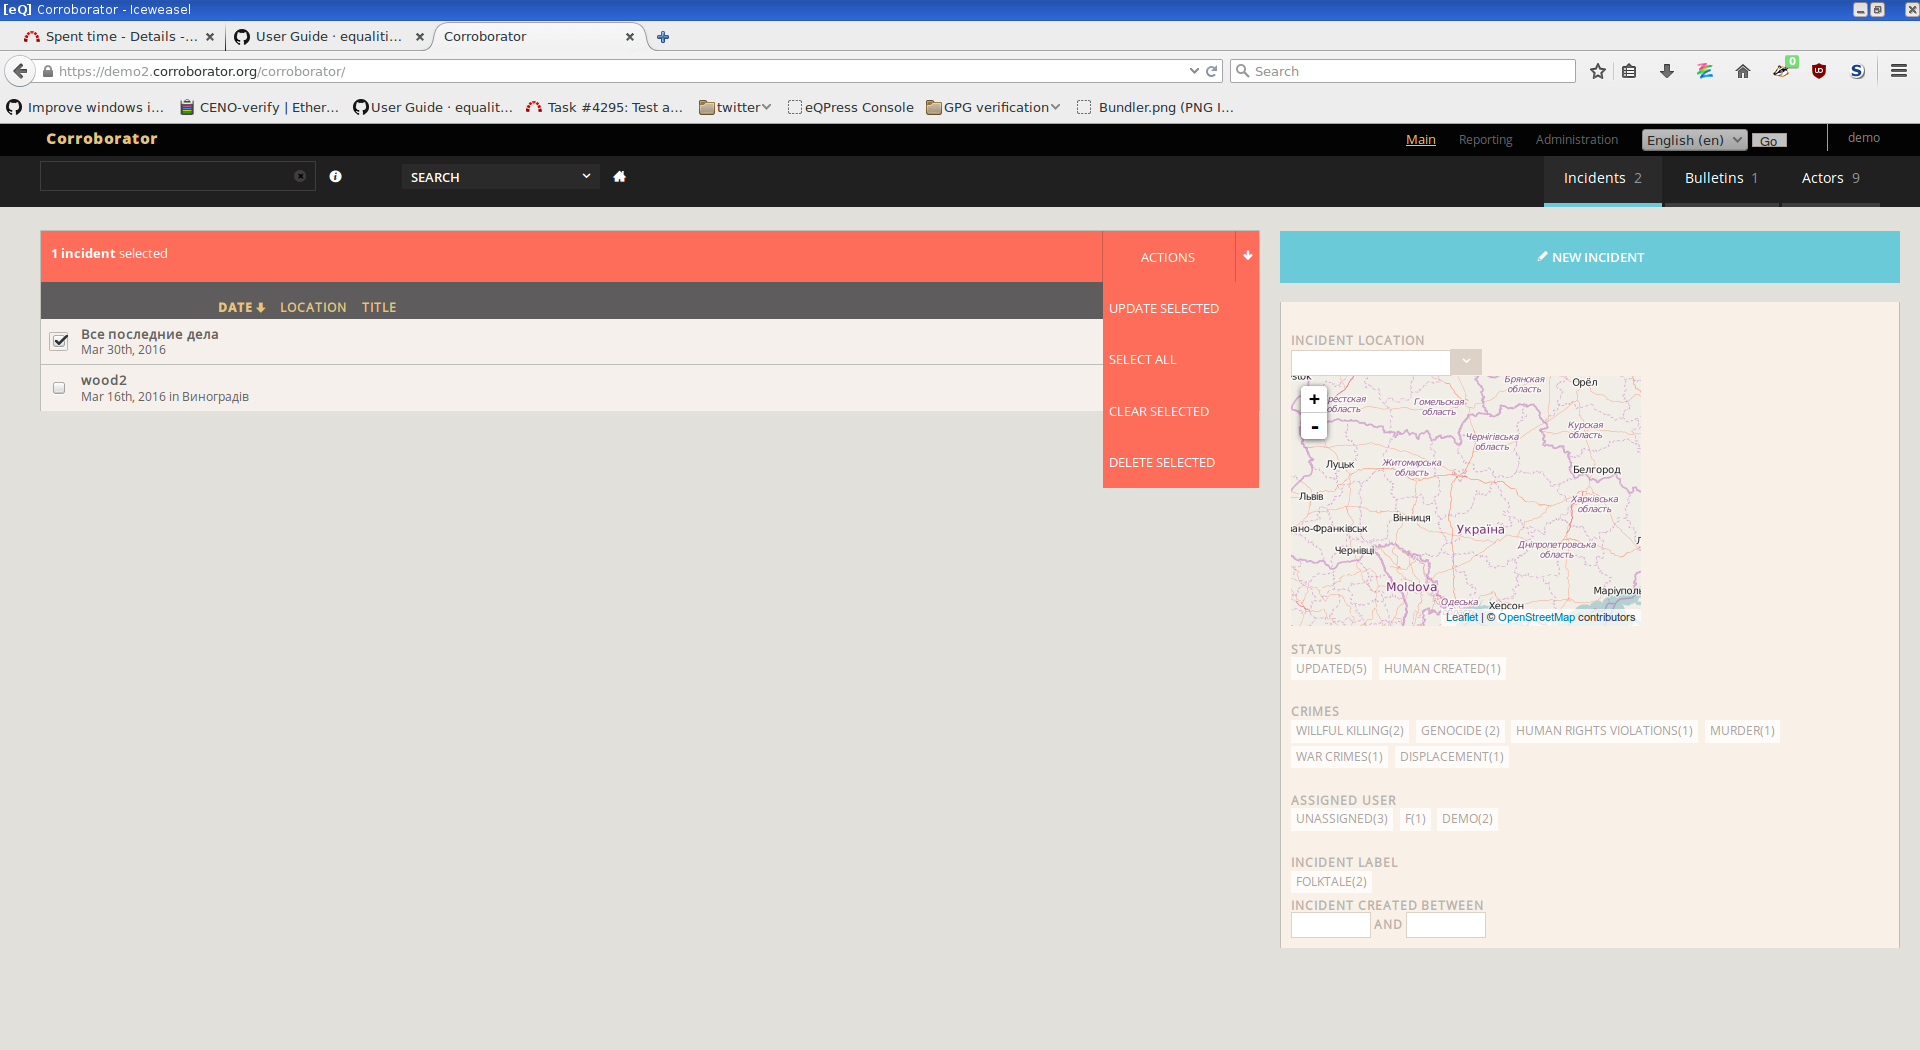 [eQ] Corroborator - Iceweasel
Spent time - Details -...
User Guide · equaliti...
Corroborator
https://demo2.corroborator.org/corroborator/
Search
0
Improve windows i...
CENO-verify | Ether...
User Guide · equalit...
Task #4295: Test a...
twitter
eQPress Console
GPG verification
Bundler.png (PNG I...
Corroborator
Main
Reporting
Administration
English (en)
Go
demo
SEARCH
Incidents 2
Bulletins 1
Actors 9
1 incident selected
ACTIONS
NEW INCIDENT
DATE
LOCATION
TITLE
UPDATE SELECTED
SELECT ALL
CLEAR SELECTED
DELETE SELECTED
Все последние дела
Mar 30th, 2016
wood2
Mar 16th, 2016 in Виноградів
INCIDENT LOCATION
+
-
Брянская
область
Орёл
Гомельская
область
Курская
область
Чернігівська
область
Луцьк
Житомирська
область
Белгород
Львів
Харківська
область
Вінниця
Україна
Чернівці
Дніпропетровська
область
Moldova
Одеська
Херсон
Leaflet | © OpenStreetMap contributors
STATUS
UPDATED(5)
HUMAN CREATED(1)
CRIMES
WILLFUL KILLING(2)
GENOCIDE (2)
HUMAN RIGHTS VIOLATIONS(1)
MURDER(1)
WAR CRIMES(1)
DISPLACEMENT(1)
ASSIGNED USER
UNASSIGNED(3)
F(1)
DEMO(2)
INCIDENT LABEL
FOLKTALE(2)
INCIDENT CREATED BETWEEN
AND